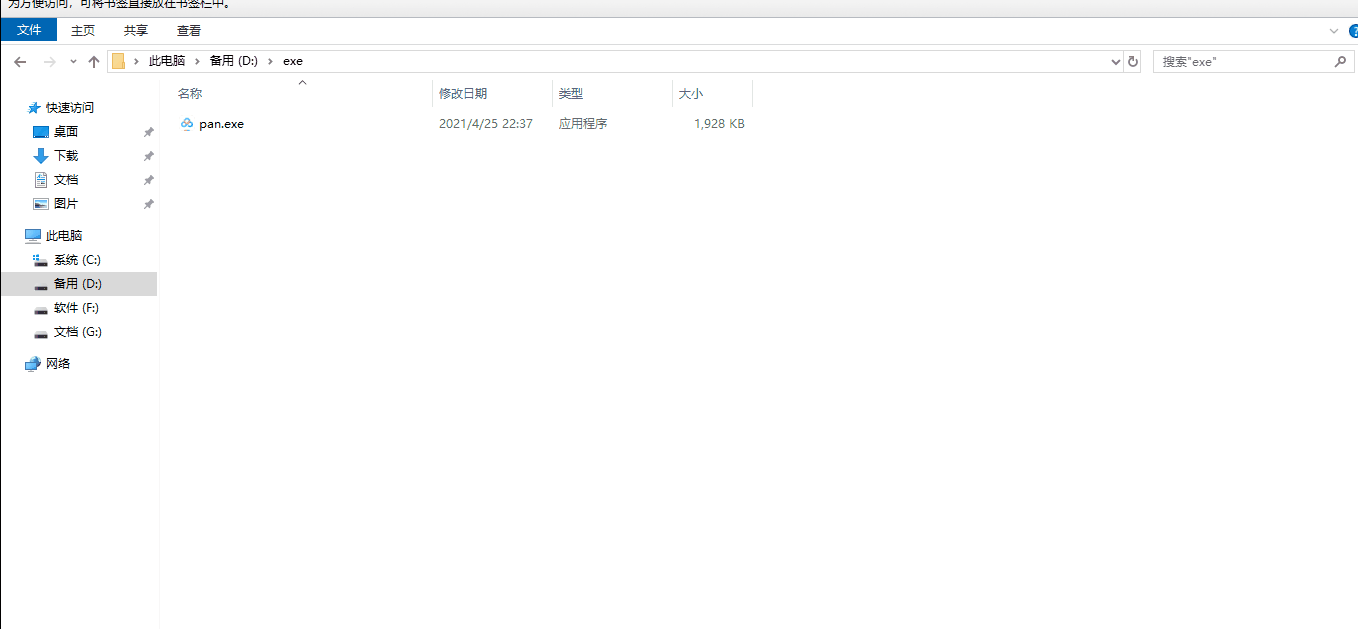 为方便访问，可将书签直接放在书签栏中。
文件 主页 共享 查看
此电脑 备用 (D:) exe 搜索"exe"
名称 修改日期 类型 大小
pan.exe 2021/4/25 22:37 应用程序 1,928 KB
快速访问
桌面
下载
文档
图片
此电脑
系统 (C:)
备用 (D:)
软件 (F:)
文档 (G:)
网络